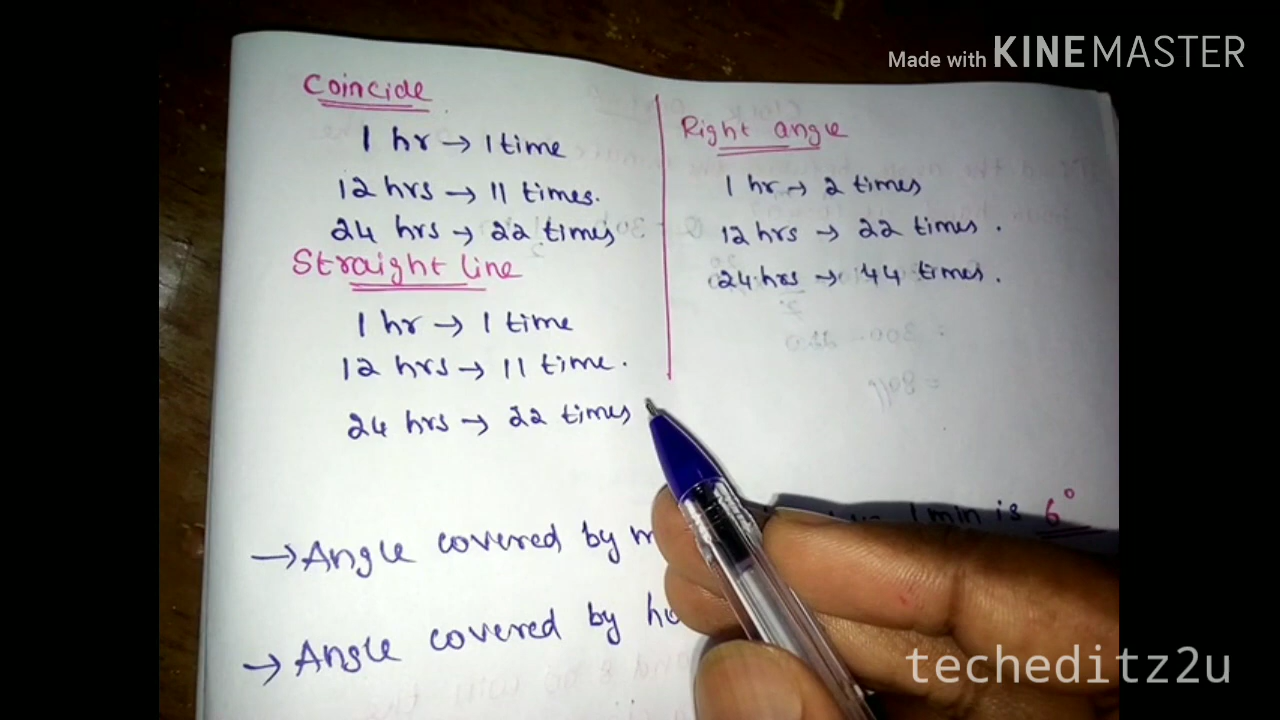 Made with KINEMASTER
Coincide
1 hr → 1 time
12 hrs → 11 times.
24 hrs → 22 times
Straight line
1 hr → 1 time
12 hrs → 11 time.
24 hrs → 22 times
Right angle
1 hr → 2 times
12 hrs → 22 times.
24 hrs → 44 times.
→ Angle covered by 1 min is 6°
→ Angle covered by
techeditz2u